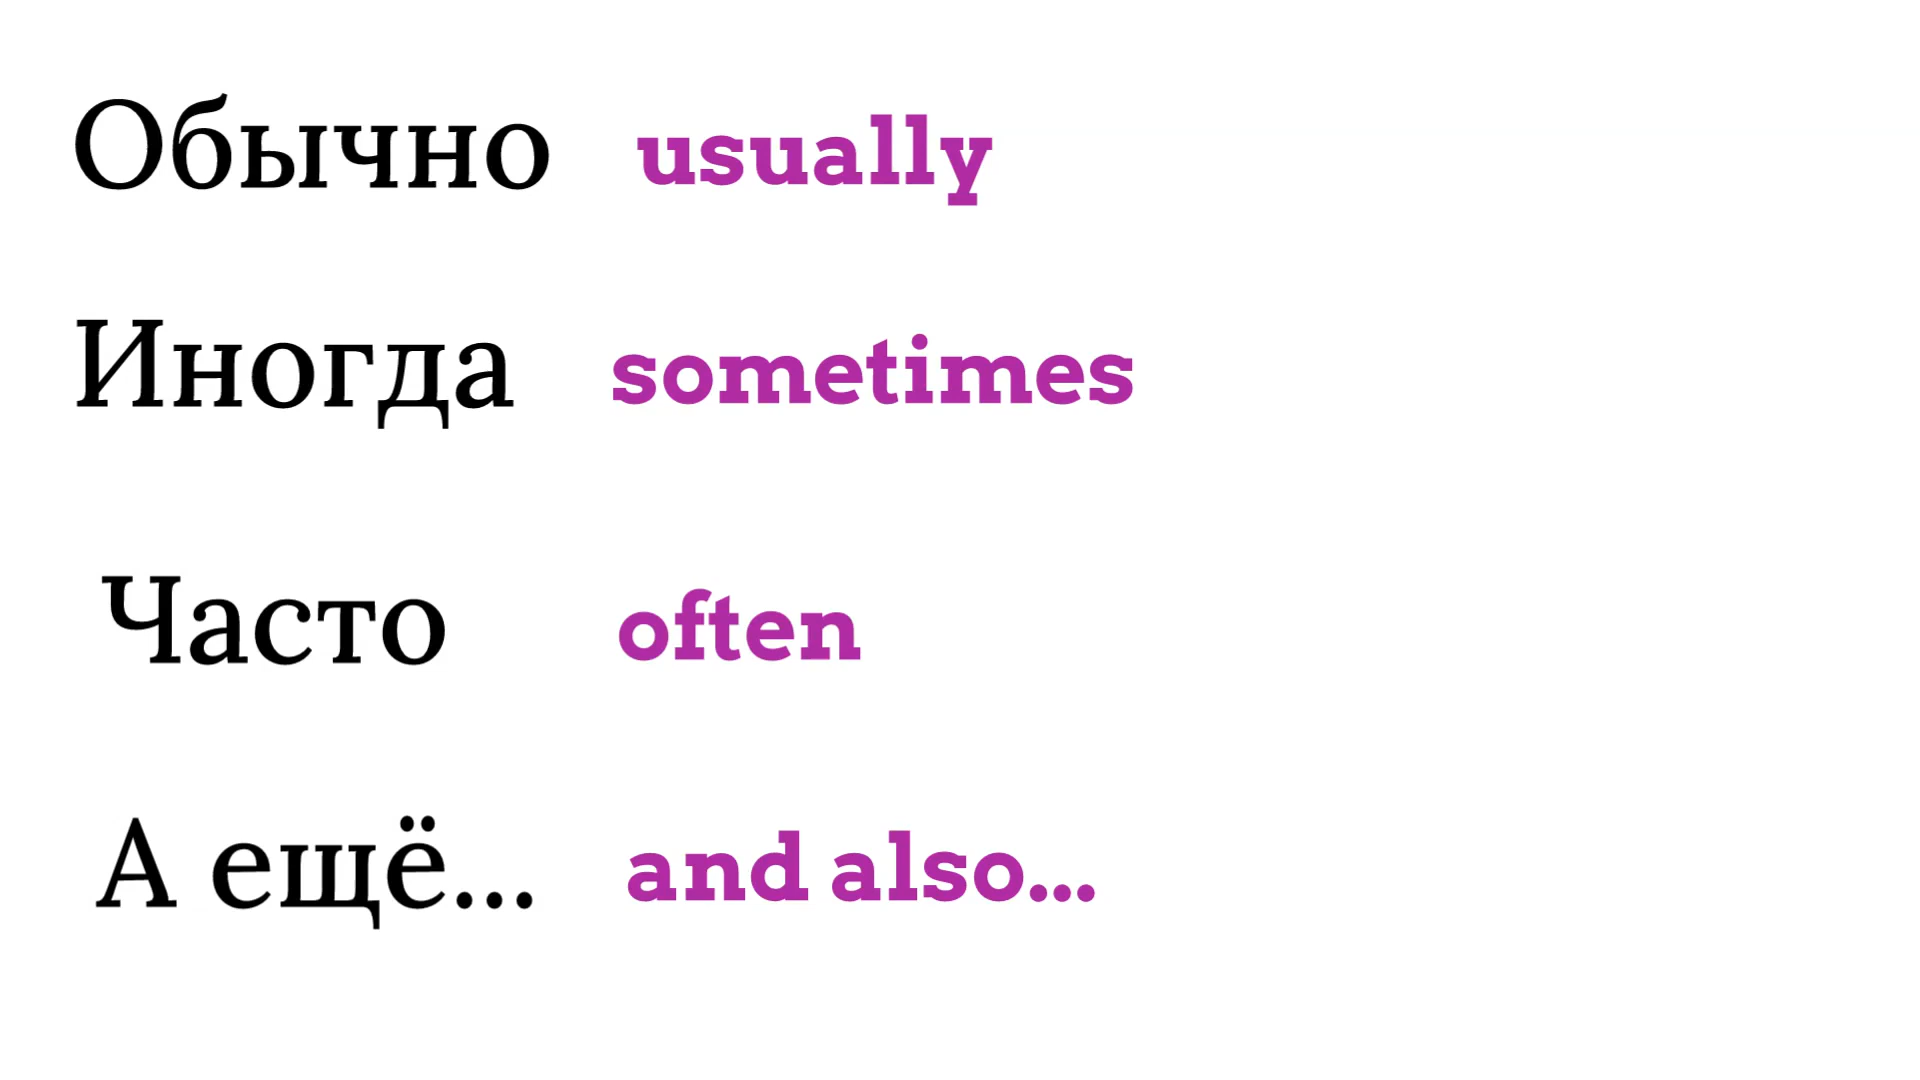 Обычно usually
Иногда sometimes
Часто often
А ещё... and also...